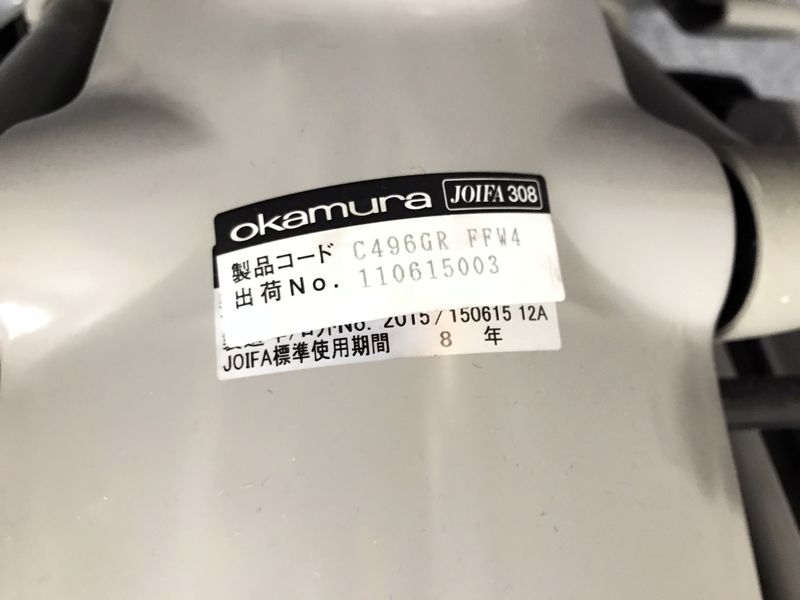 okamura JOIFA 308
製品コード C496GR FFW4
出荷No. 110615003
No. 2015/150615 12A
JOIFA標準使用期間 8 年